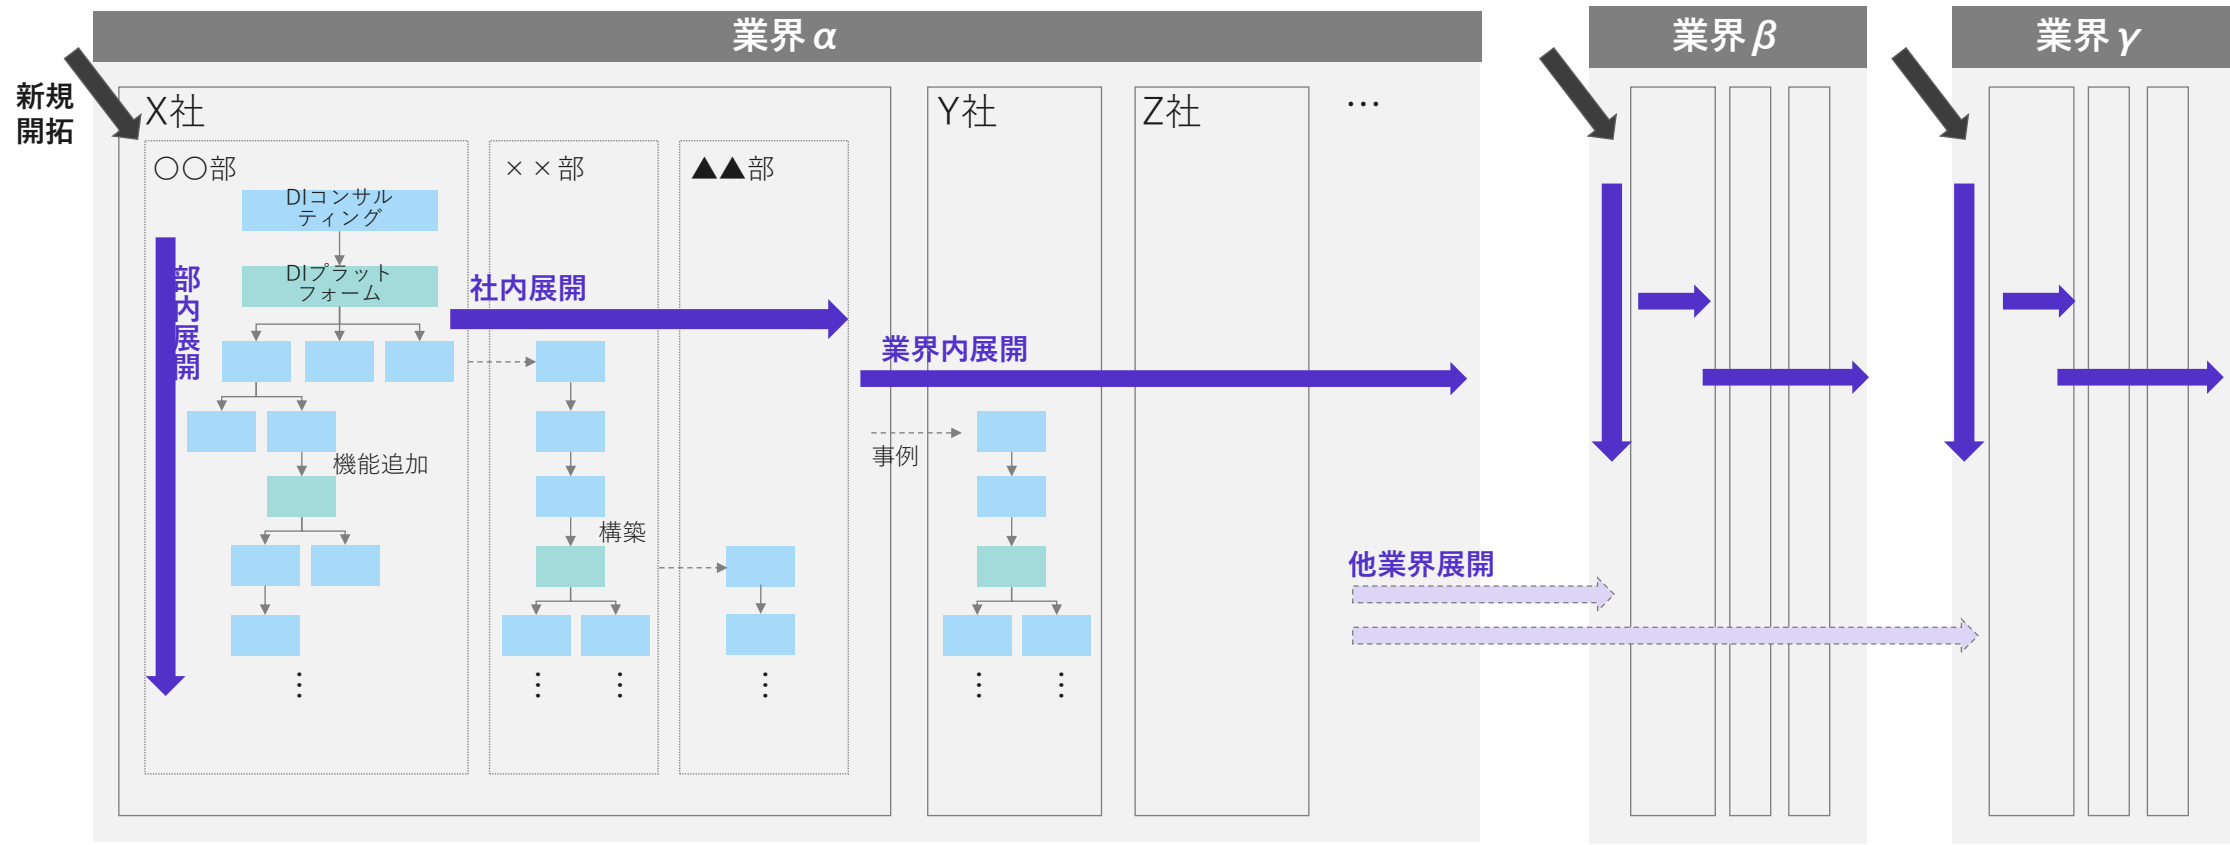 業界α
業界β
業界γ
新規
開拓
X社
Y社
Z社
…
○○部
××部
▲▲部
DIコンサル
ティング
DIプラット
フォーム
部内展開
社内展開
業界内展開
事例
機能追加
構築
他業界展開
⋮
⋮
⋮
⋮
⋮
⋮